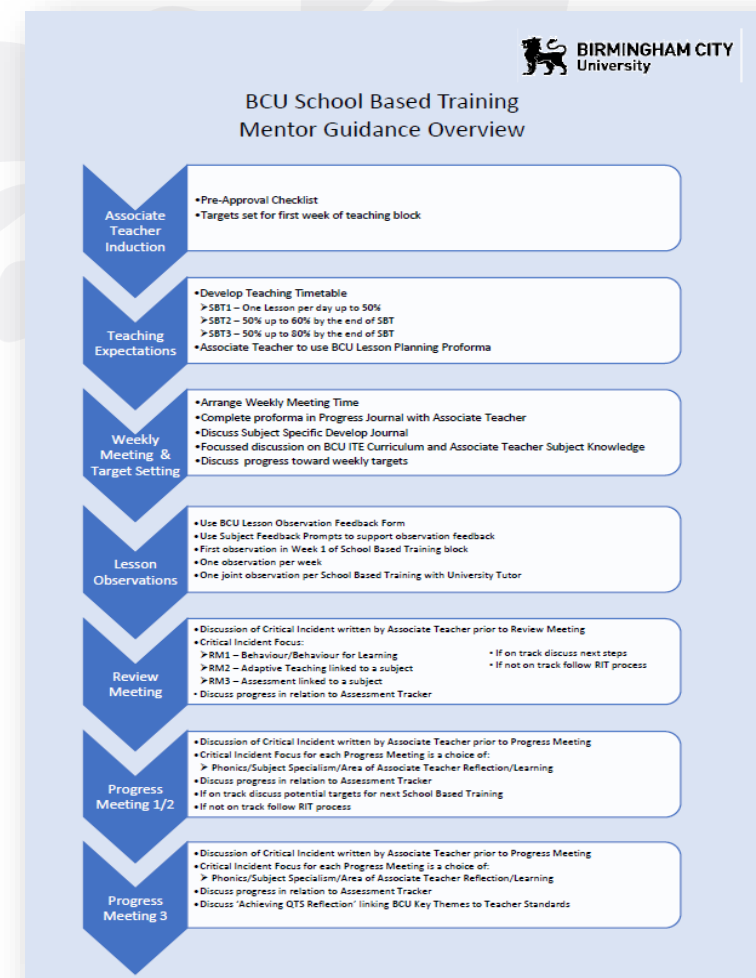 BIRMINGHAM CITY
University
BCU School Based Training
Mentor Guidance Overview
Associate
Teacher
Induction
•Pre-Approval Checklist
•Targets set for first week of teaching block
Teaching
Expectations
•Develop Teaching Timetable
➢SBT1 – One Lesson per day up to 50%
➢SBT2 – 50% up to 60% by the end of SBT
➢SBT3 – 50% up to 80% by the end of SBT
•Associate Teacher to use BCU Lesson Planning Proforma
Weekly
Meeting &
Target Setting
•Arrange Weekly Meeting Time
•Complete proforma in Progress Journal with Associate Teacher
•Discuss Subject Specific Develop Journal
•Focussed discussion on BCU ITE Curriculum and Associate Teacher Subject Knowledge
•Discuss progress toward weekly targets
Lesson
Observations
•Use BCU Lesson Observation Feedback Form
•Use Subject Feedback Prompts to support observation feedback
•First observation in Week 1 of School Based Training block
•One observation per week
•One joint observation per School Based Training with University Tutor
Review
Meeting
•Discussion of Critical Incident written by Associate Teacher prior to Review Meeting
•Critical Incident Focus:
➢RM1 – Behaviour/Behaviour for Learning
➢RM2 – Adaptive Teaching linked to a subject
➢RM3 – Assessment linked to a subject
•Discuss progress in relation to Assessment Tracker
• If on track discuss next steps
• If not on track follow RIT process
Progress
Meeting 1/2
•Discussion of Critical Incident written by Associate Teacher prior to Progress Meeting
•Critical Incident Focus for each Progress Meeting is a choice of:
➢ Phonics/Subject Specialism/Area of Associate Teacher Reflection/Learning
•Discuss progress in relation to Assessment Tracker
•If on track discuss potential targets for next School Based Training
•If not on track follow RIT process
Progress
Meeting 3
•Discussion of Critical Incident written by Associate Teacher prior to Progress Meeting
•Critical Incident Focus for each Progress Meeting is a choice of:
➢ Phonics/Subject Specialism/Area of Associate Teacher Reflection/Learning
•Discuss progress in relation to Assessment Tracker
•Discuss 'Achieving QTS Reflection' linking BCU Key Themes to Teacher Standards